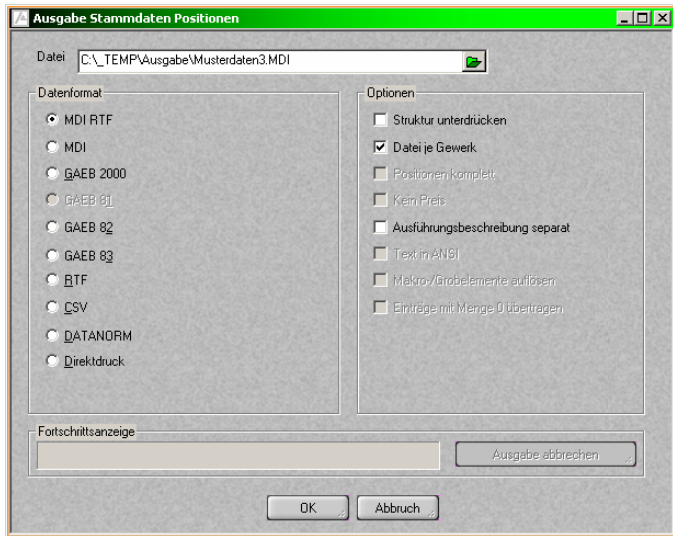 Ausgabe Stammdaten Positionen
Datei C:\_TEMP\Ausgabe\Musterdaten3.MDI
Datenformat
MDI RTF
MDI
GAEB 2000
GAEB 81
GAEB 82
GAEB 83
RTF
CSV
DATANORM
Direktdruck
Optionen
Struktur unterdrücken
Datei je Gewerk
Positionen komplett
Kein Preis
Ausführungsbeschreibung separat
Text in ANSI
Makro-/Grobelemente auflösen
Einträge mit Menge 0 übertragen
Fortschrittsanzeige
Ausgabe abbrechen
OK Abbruch